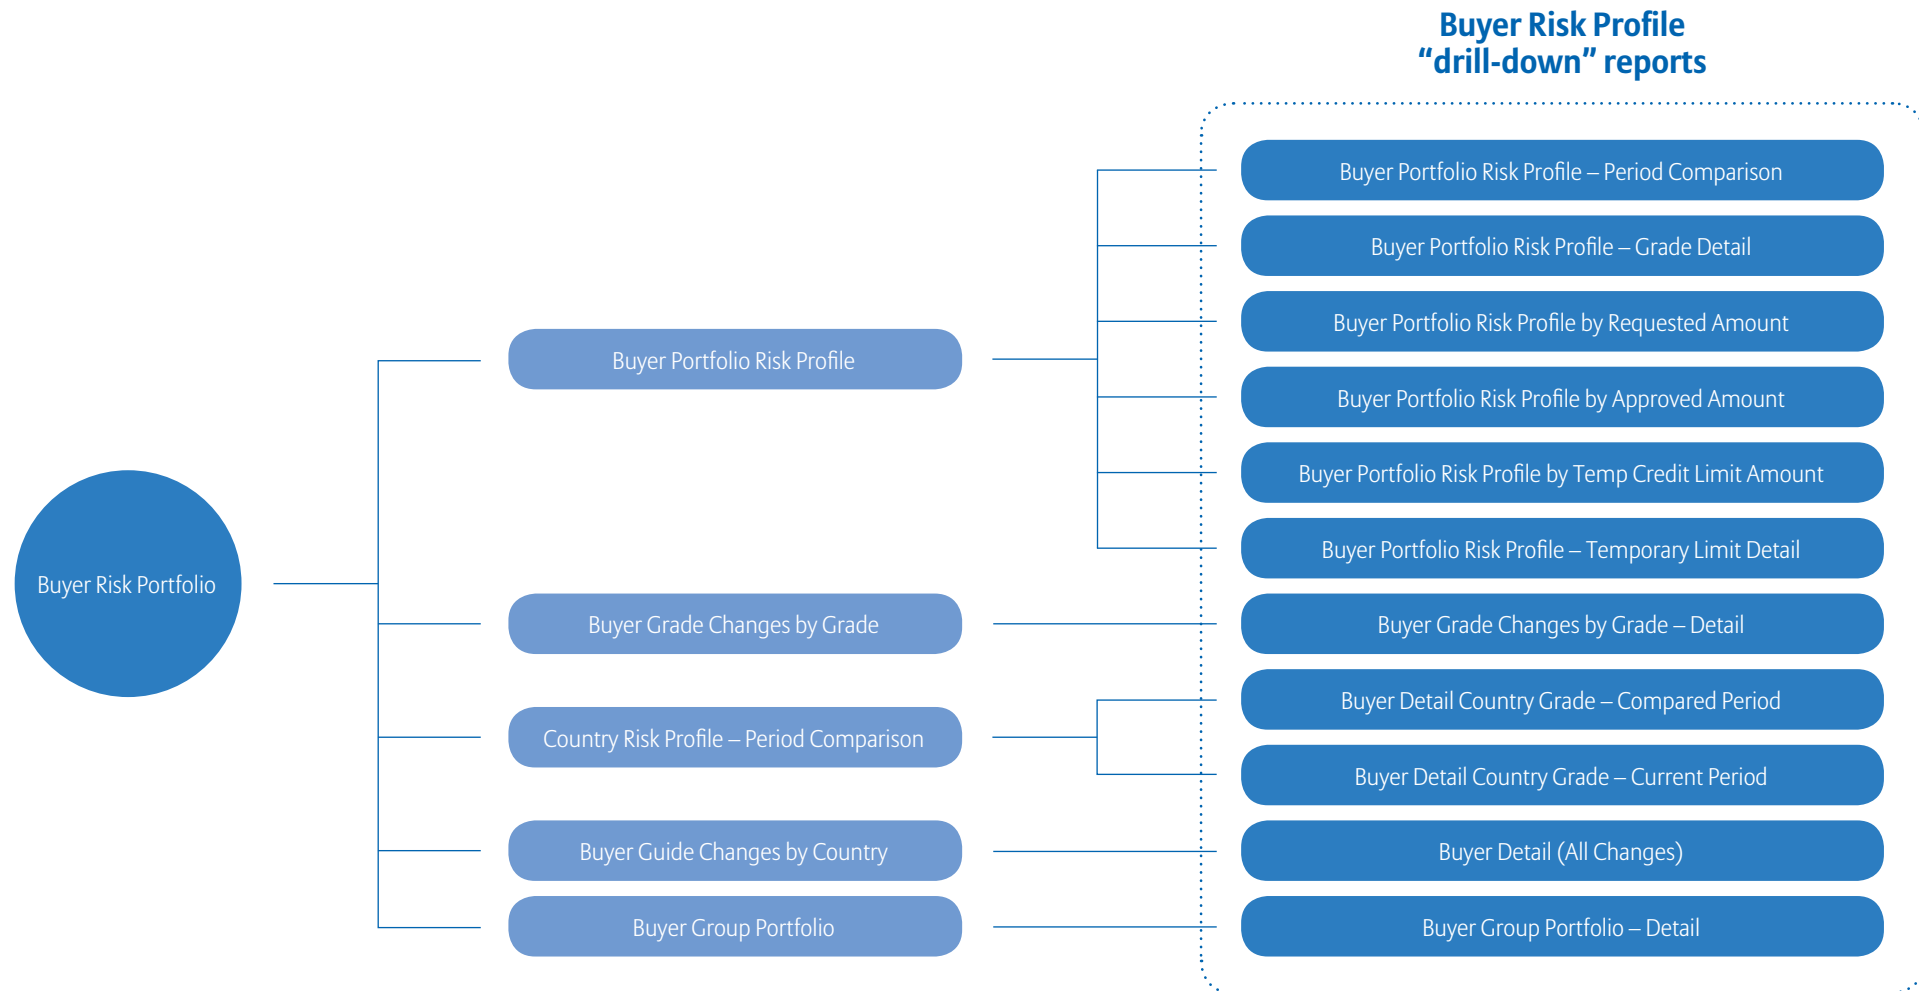 Buyer Risk Profile
“drill-down” reports
Buyer Risk Portfolio
Buyer Portfolio Risk Profile
Buyer Grade Changes by Grade
Country Risk Profile – Period Comparison
Buyer Guide Changes by Country
Buyer Group Portfolio
Buyer Portfolio Risk Profile – Period Comparison
Buyer Portfolio Risk Profile – Grade Detail
Buyer Portfolio Risk Profile by Requested Amount
Buyer Portfolio Risk Profile by Approved Amount
Buyer Portfolio Risk Profile by Temp Credit Limit Amount
Buyer Portfolio Risk Profile – Temporary Limit Detail
Buyer Grade Changes by Grade – Detail
Buyer Detail Country Grade – Compared Period
Buyer Detail Country Grade – Current Period
Buyer Detail (All Changes)
Buyer Group Portfolio – Detail